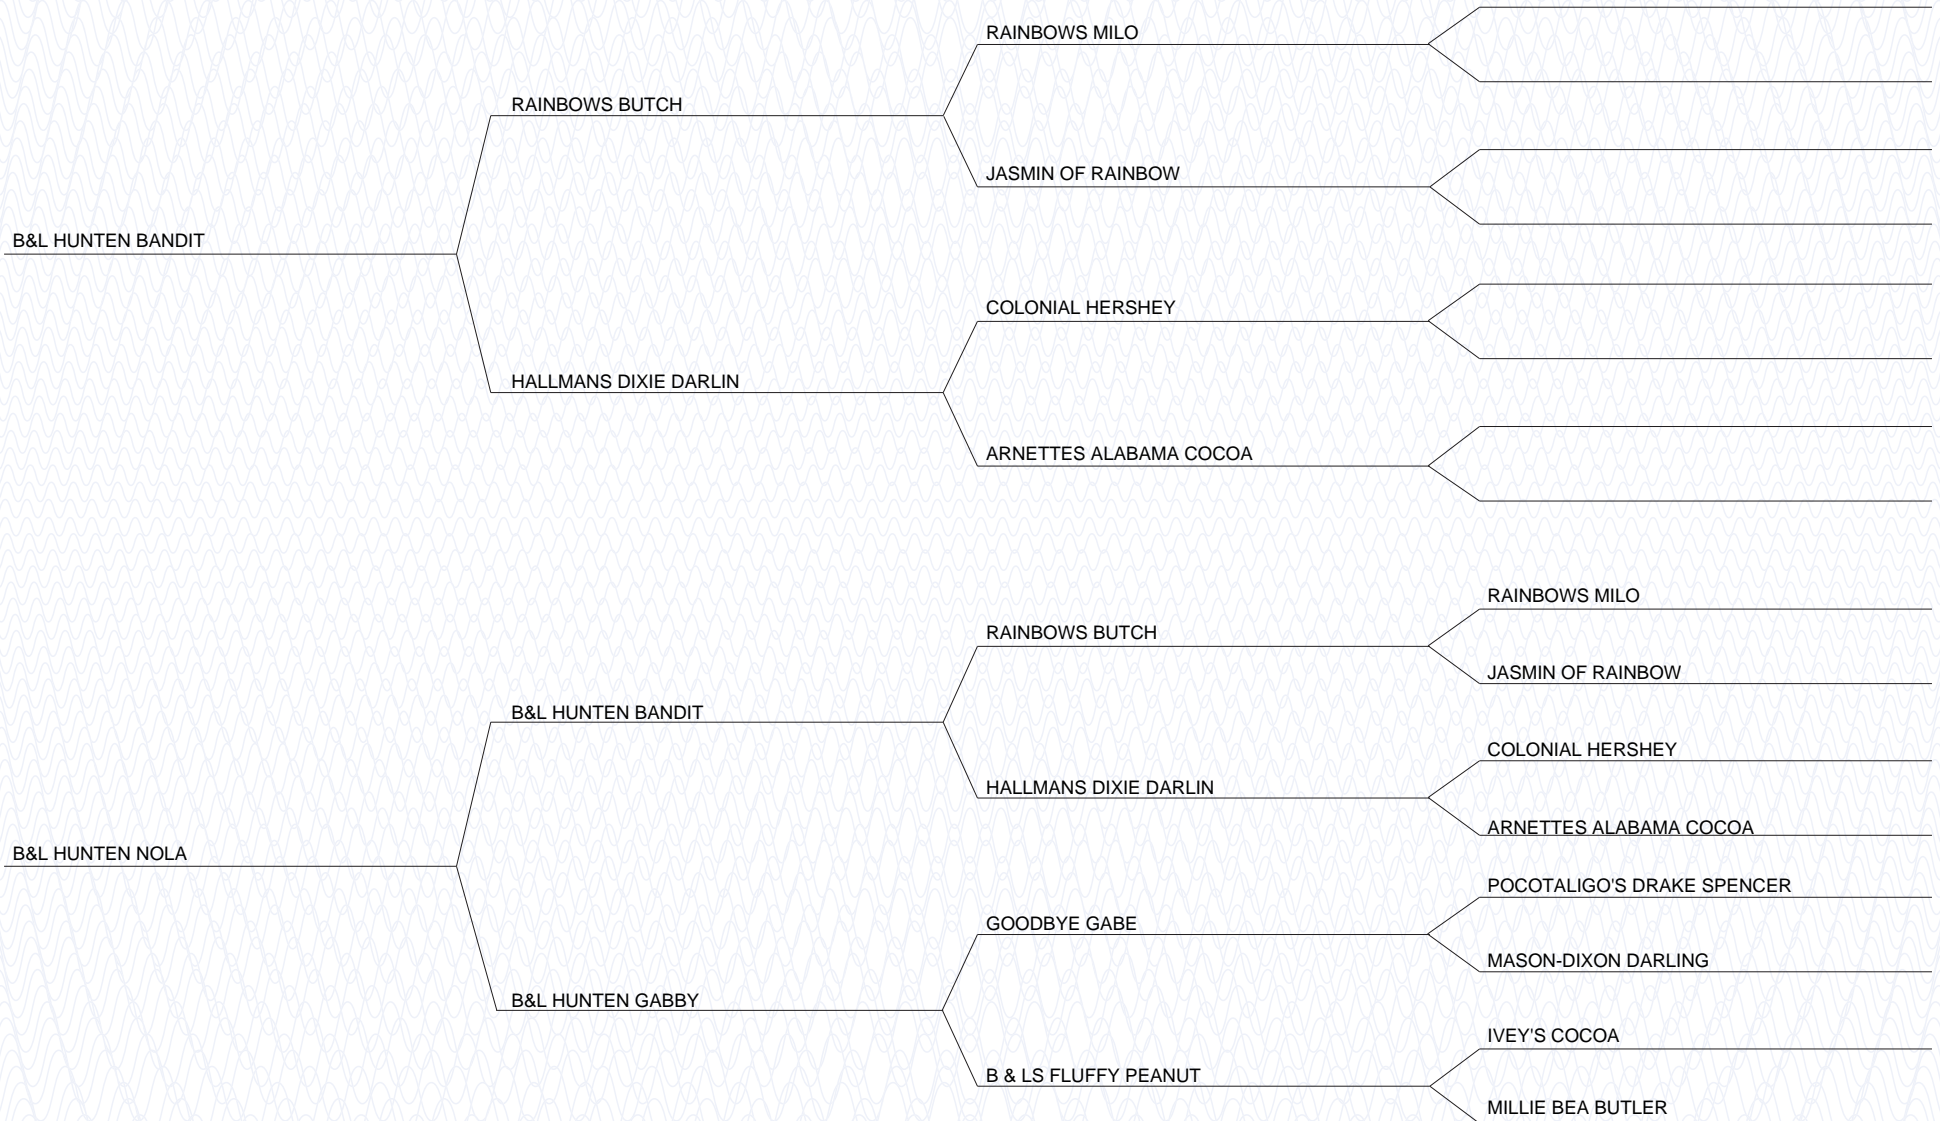 RAINBOWS MILO
RAINBOWS BUTCH
JASMIN OF RAINBOW
B&L HUNTEN BANDIT
COLONIAL HERSHEY
HALLMANS DIXIE DARLIN
ARNETTES ALABAMA COCOA
RAINBOWS MILO
RAINBOWS BUTCH
JASMIN OF RAINBOW
B&L HUNTEN BANDIT
COLONIAL HERSHEY
HALLMANS DIXIE DARLIN
ARNETTES ALABAMA COCOA
B&L HUNTEN NOLA
POCOTALIGO'S DRAKE SPENCER
GOODBYE GABE
MASON-DIXON DARLING
B&L HUNTEN GABBY
IVEY'S COCOA
B & LS FLUFFY PEANUT
MILLIE BEA BUTLER